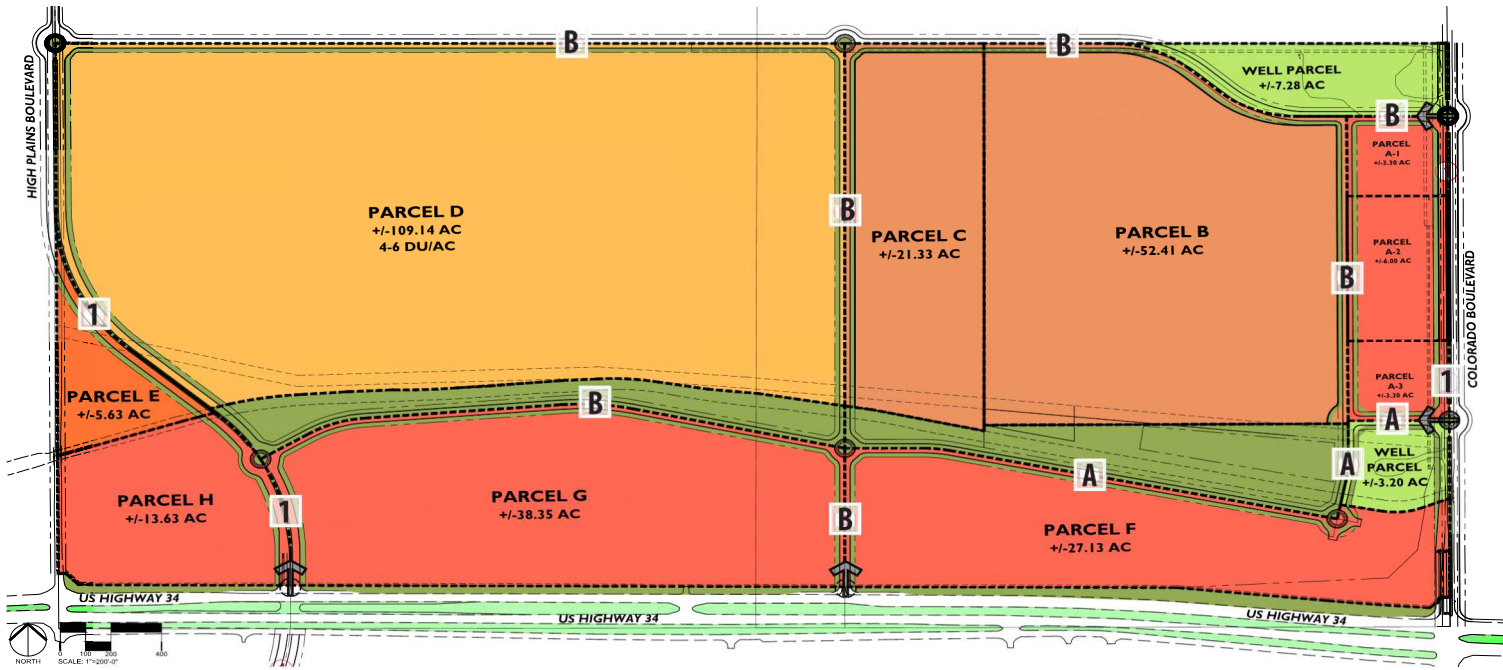 B
B
HIGH PLAINS BOULEVARD
WELL PARCEL
+/-7.28 AC
B
PARCEL
A-1
+/-3.30 AC
PARCEL D
+/-109.14 AC
4-6 DU/AC
B
PARCEL C
+/-21.33 AC
PARCEL B
+/-52.41 AC
PARCEL
A-2
+/-6.00 AC
B
COLORADO BOULEVARD
1
PARCEL E
+/-5.63 AC
B
PARCEL
A-3
+/-3.30 AC
1
A
PARCEL H
+/-13.63 AC
1
PARCEL G
+/-38.35 AC
B
A
A
WELL
PARCEL
+/-3.20 AC
PARCEL F
+/-27.13 AC
US HIGHWAY 34
US HIGHWAY 34
US HIGHWAY 34
NORTH
0 100 200 400
SCALE: 1"=200'-0"